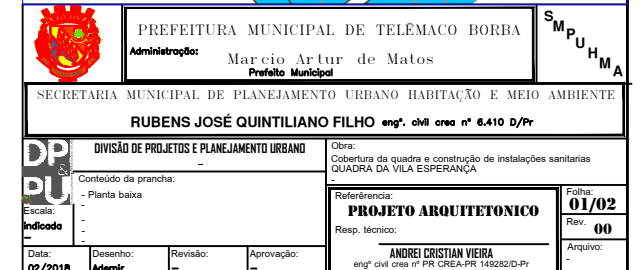 PREFEITURA MUNICIPAL DE TELÊMACO BORBA
Administração:
Marcio Artur de Matos
Prefeito Municipal
SMPUHMA
SECRETARIA MUNICIPAL DE PLANEJAMENTO URBANO HABITAÇÃO E MEIO AMBIENTE
RUBENS JOSÉ QUINTILIANO FILHO engº. civil crea nº 6.410 D/Pr
DP&PU
DIVISÃO DE PROJETOS E PLANEJAMENTO URBANO
-
Obra:
Cobertura da quadra e construção de instalações sanitarias
QUADRA DA VILA ESPERANÇA
-
Conteúdo da prancha:
- Planta baixa
-
-
-
Escala:
indicada
-
Referêrencia:
PROJETO ARQUITETONICO
Resp. técnico:
ANDREI CRISTIAN VIEIRA
engº civil crea nº PR CREA-PR 149282/D-Pr
Folha:
01/02
Rev. 00
Arquivo:
-
Data:
02/2018
Desenho:
Ademir
Revisão:
-
Aprovação:
-